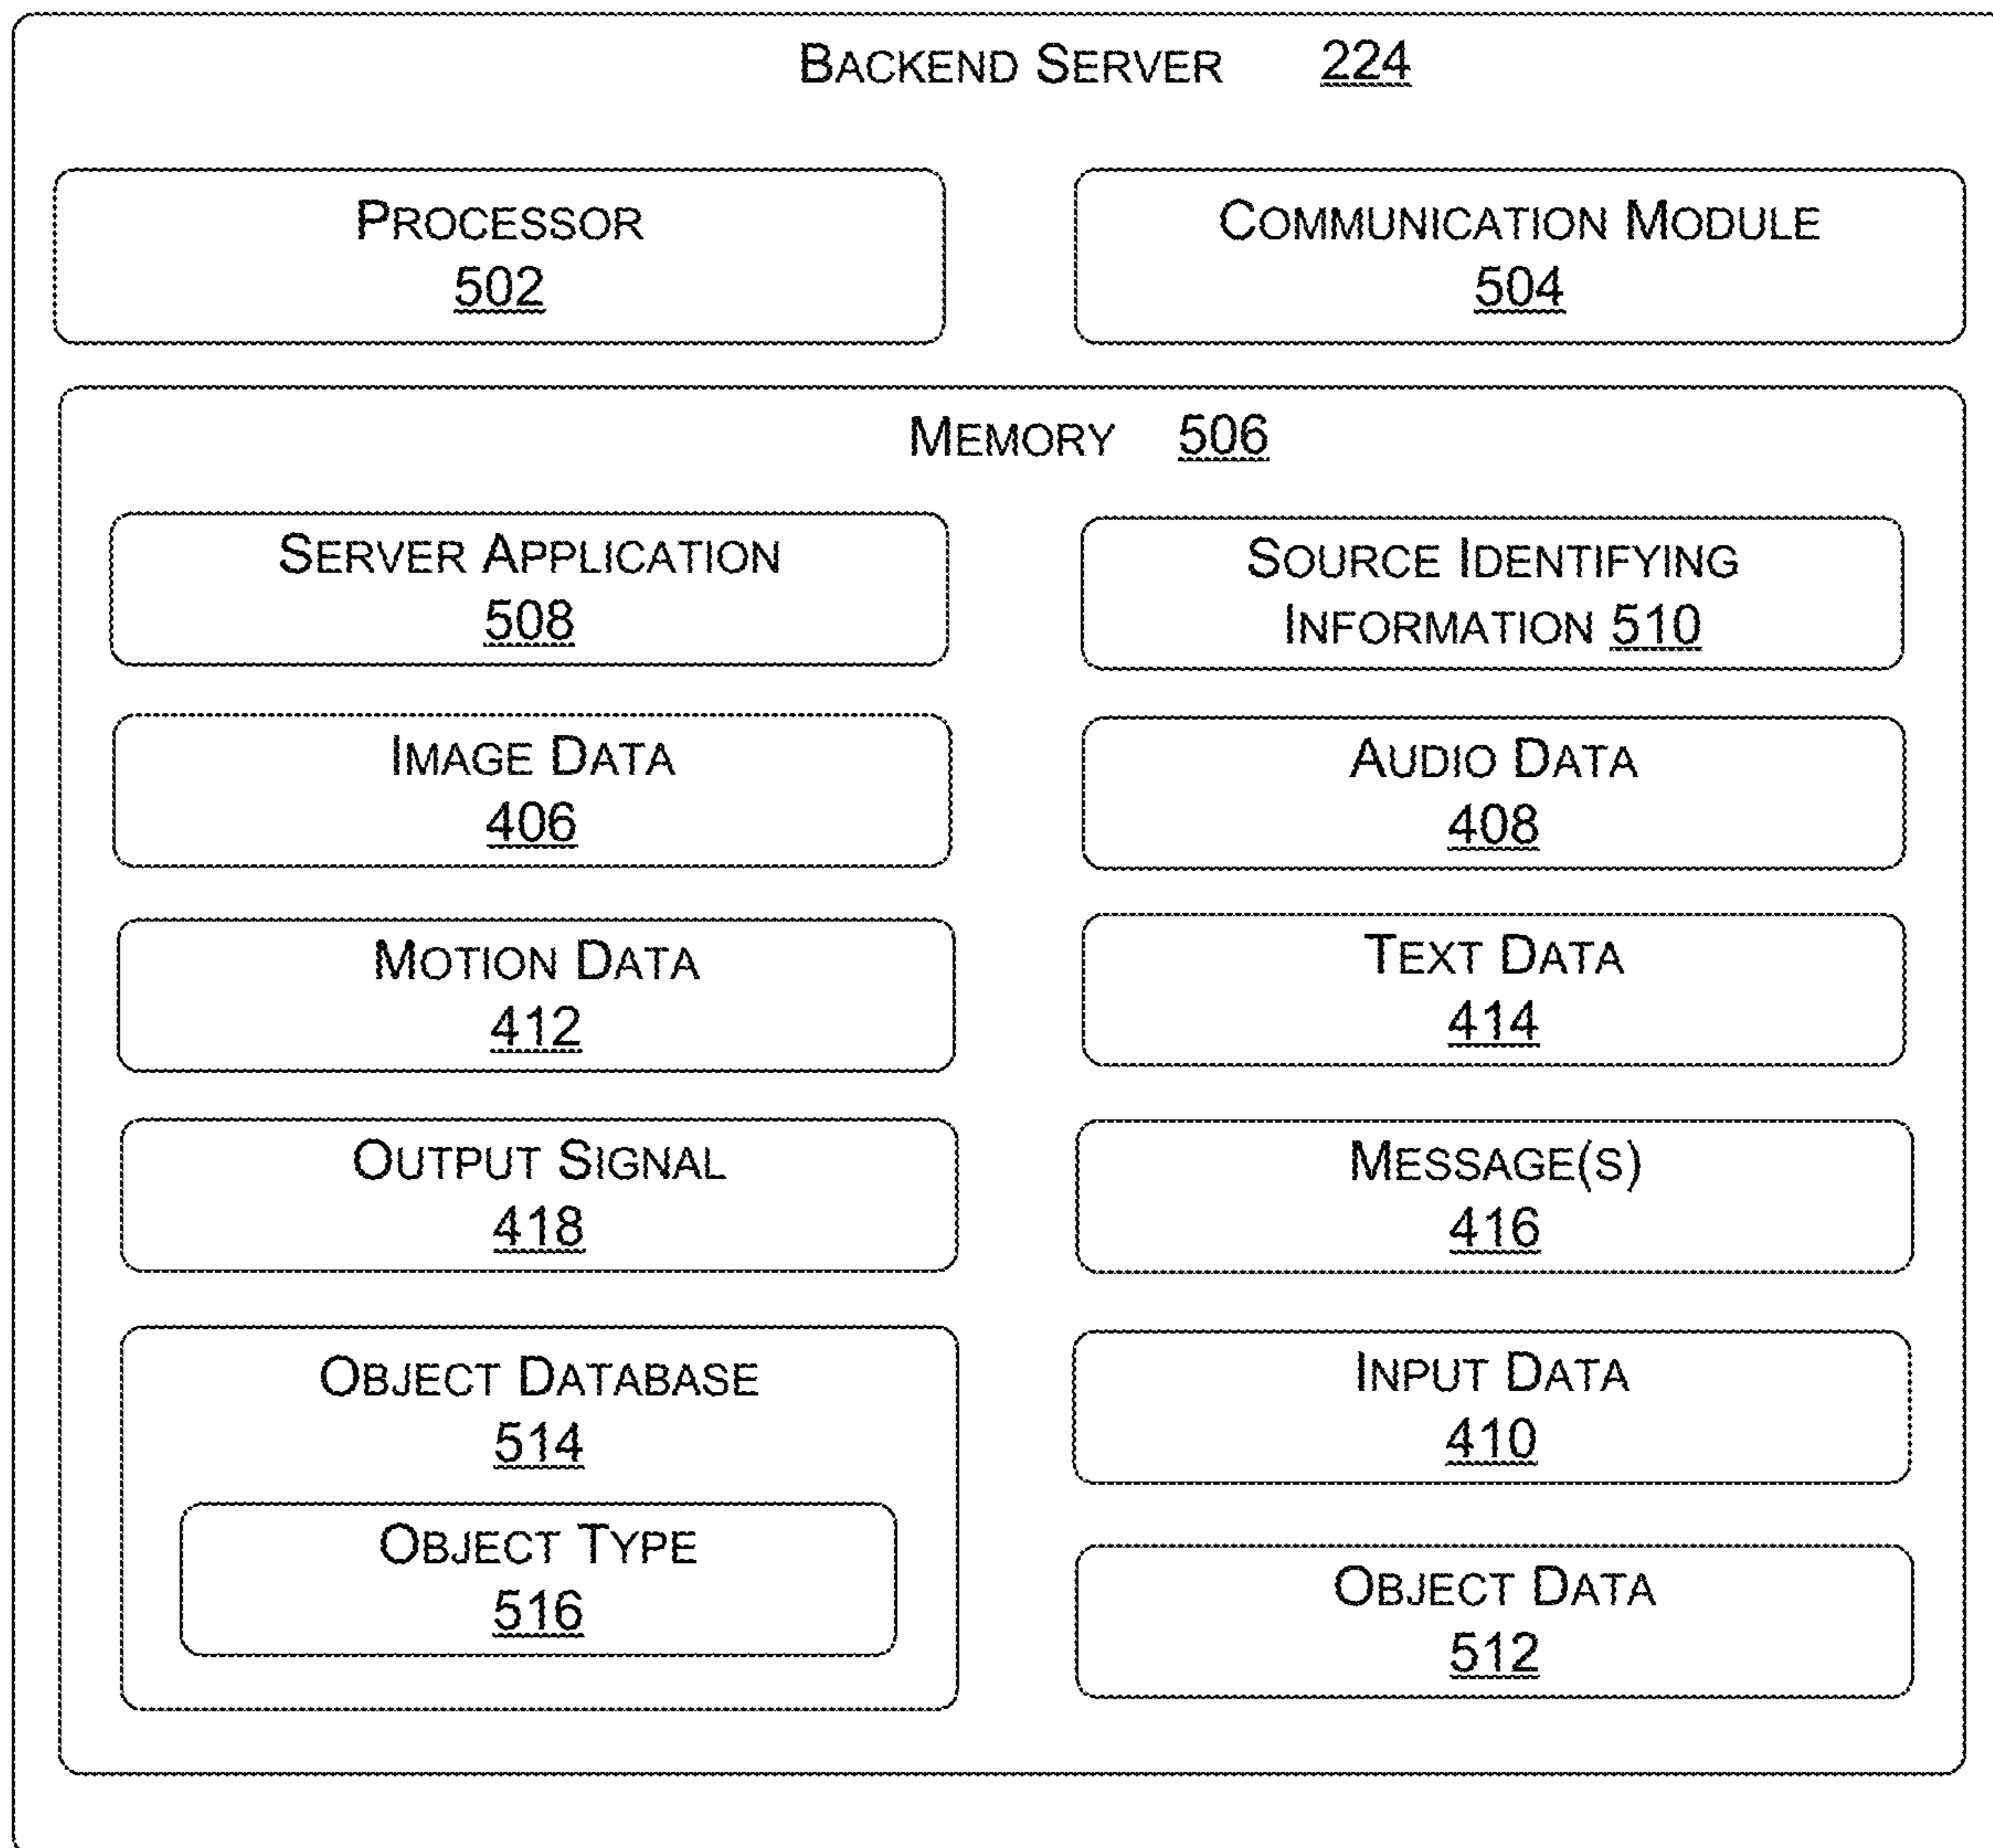 BACKEND SERVER 224
PROCESSOR
502
COMMUNICATION MODULE
504
MEMORY 506
SERVER APPLICATION
508
SOURCE IDENTIFYING
INFORMATION 510
IMAGE DATA
406
AUDIO DATA
408
MOTION DATA
412
TEXT DATA
414
OUTPUT SIGNAL
418
MESSAGE(S)
416
OBJECT DATABASE
514
OBJECT TYPE
516
INPUT DATA
410
OBJECT DATA
512